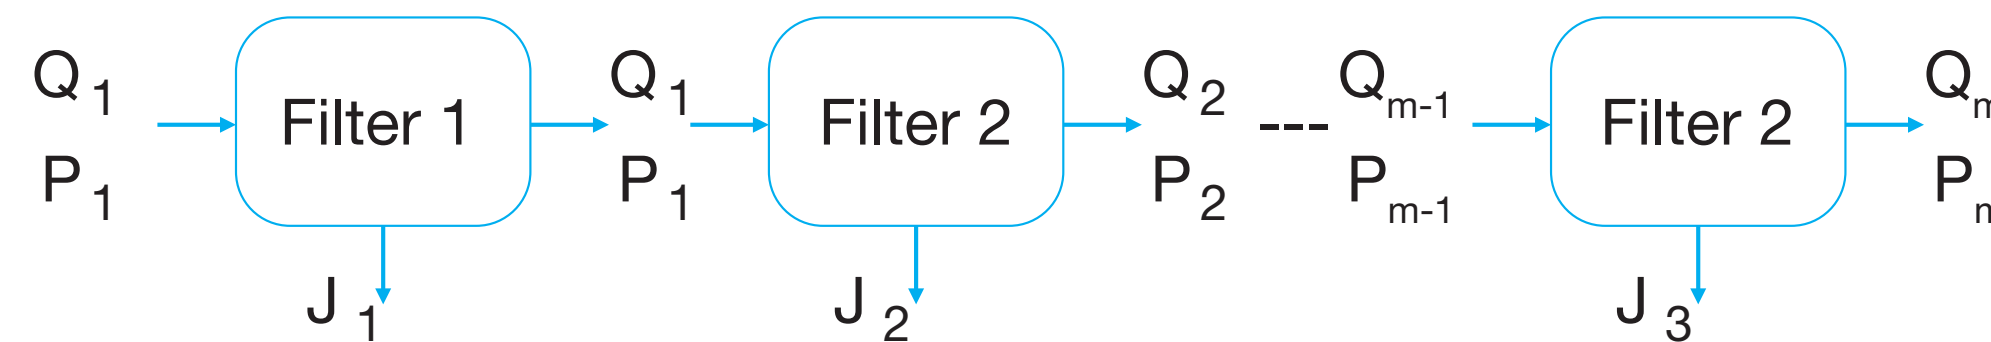 Q 1 Q 1 Q 2 Q m-1 Q
Filter 1 Filter 2 --- Filter 2
P 1 P 1 P 2 P m-1 P
J 1 J 2 J 3